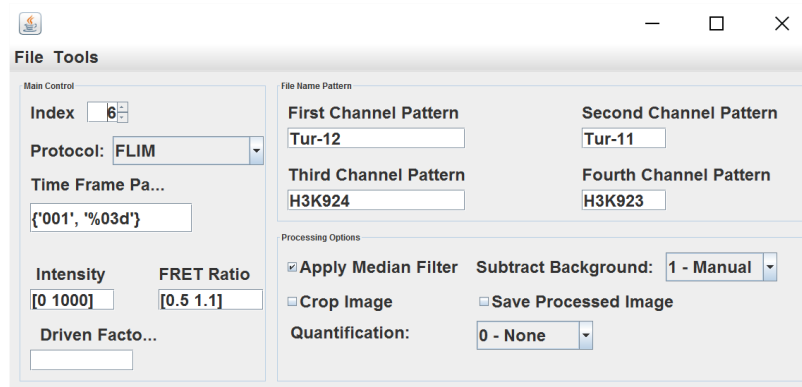 File Tools
Main Control
Index 6
Protocol: FLIM
Time Frame Pa...
{'001', '%03d'}
Intensity FRET Ratio
[0 1000] [0.5 1.1]
Driven Facto...
File Name Pattern
First Channel Pattern Second Channel Pattern
Tur-12 Tur-11
Third Channel Pattern Fourth Channel Pattern
H3K924 H3K923
Processing Options
Apply Median Filter Subtract Background: 1 - Manual
Crop Image Save Processed Image
Quantification: 0 - None